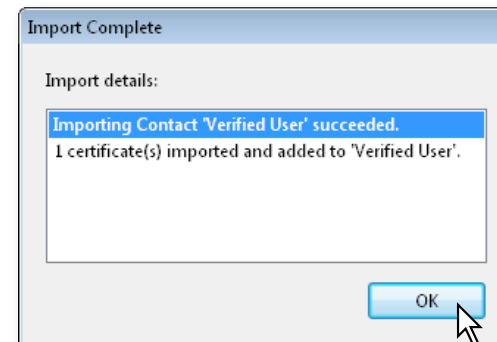 Import Complete
Import details:
Importing Contact 'Verified User' succeeded.
1 certificate(s) imported and added to 'Verified User'.
OK